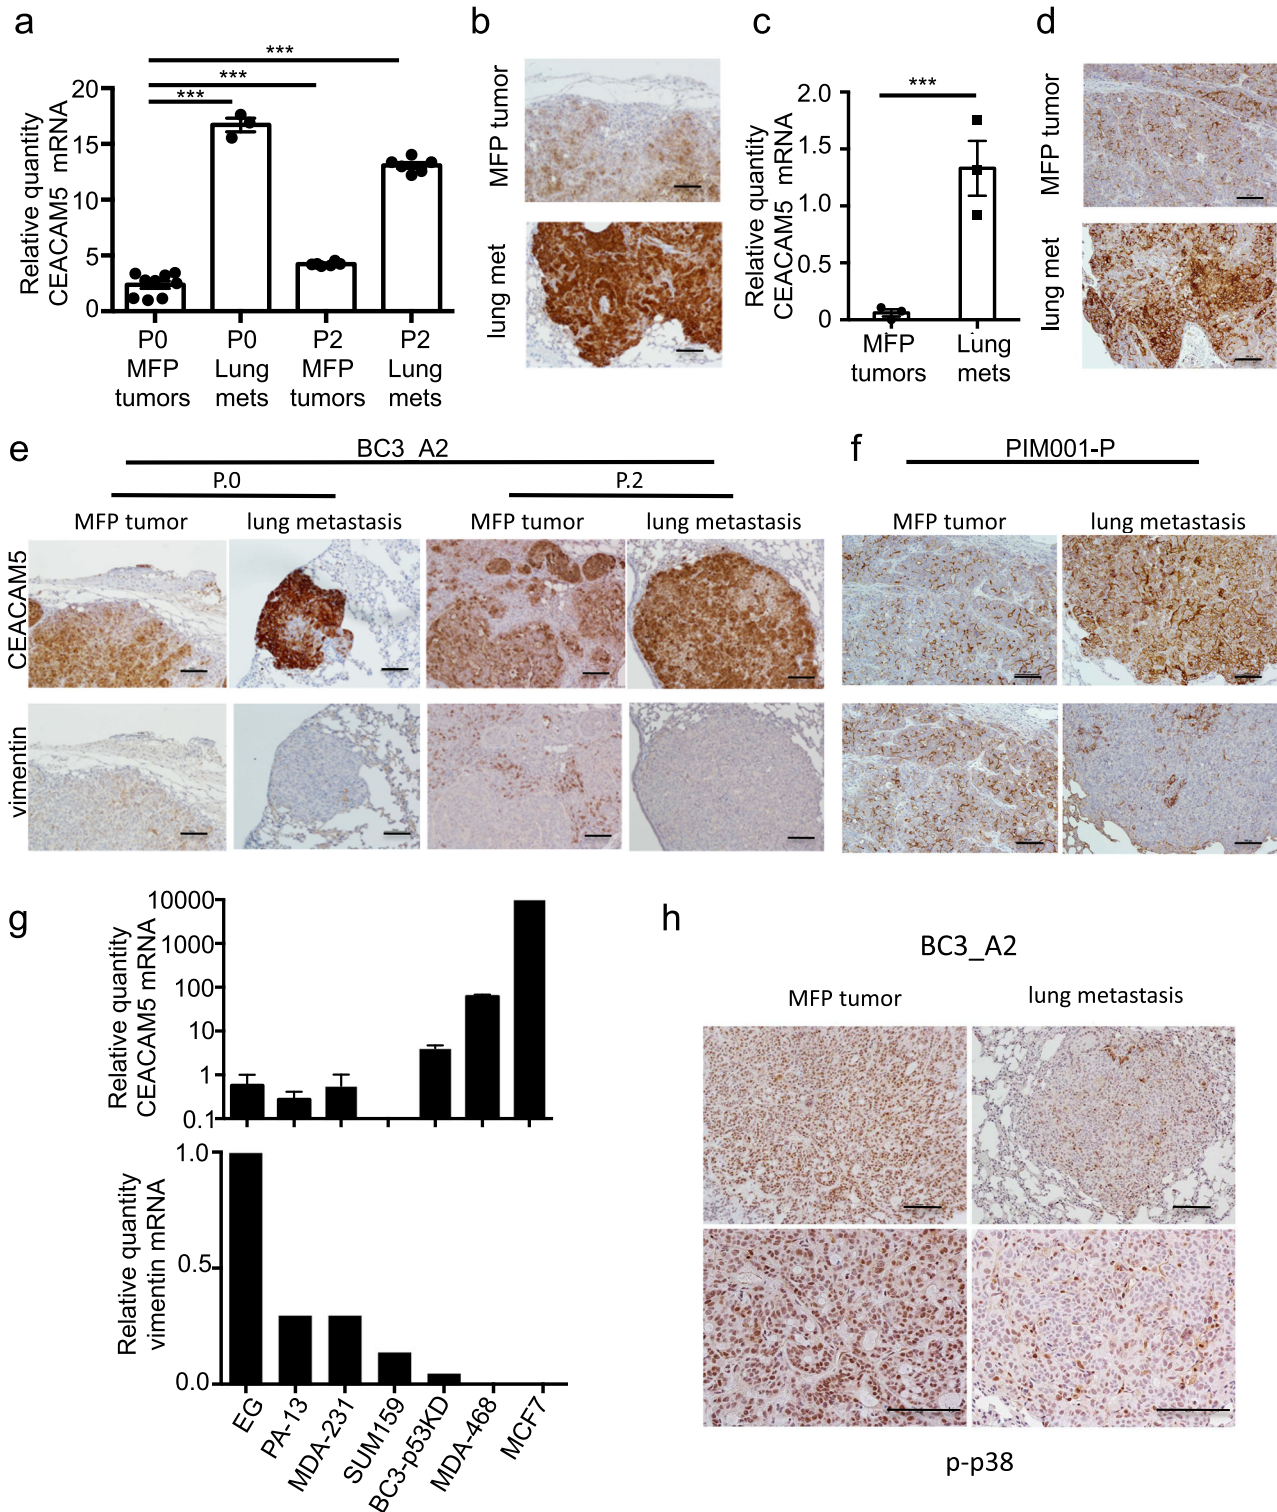 a
***
***
***
Relative quantity
CEACAM5 mRNA
20
15
10
5
0
P0
MFP
tumors
P0
Lung
mets
P2
MFP
tumors
P2
Lung
mets
b
MFP tumor
lung met
c
***
Relative quantity
CEACAM5 mRNA
2.0
1.5
1.0
0.5
0
MFP
tumors
Lung
mets
d
MFP tumor
lung met
e
BC3_A2
P.0
P.2
MFP tumor
lung metastasis
MFP tumor
lung metastasis
CEACAM5
vimentin
f
PIM001-P
MFP tumor
lung metastasis
g
Relative quantity
CEACAM5 mRNA
10000
1000
100
10
1
0.1
Relative quantity
vimentin mRNA
1.0
0.5
0.0
EG
PA-13
MDA-231
SUM159
BC3-p53KD
MDA-468
MCF7
h
BC3_A2
MFP tumor
lung metastasis
p-p38